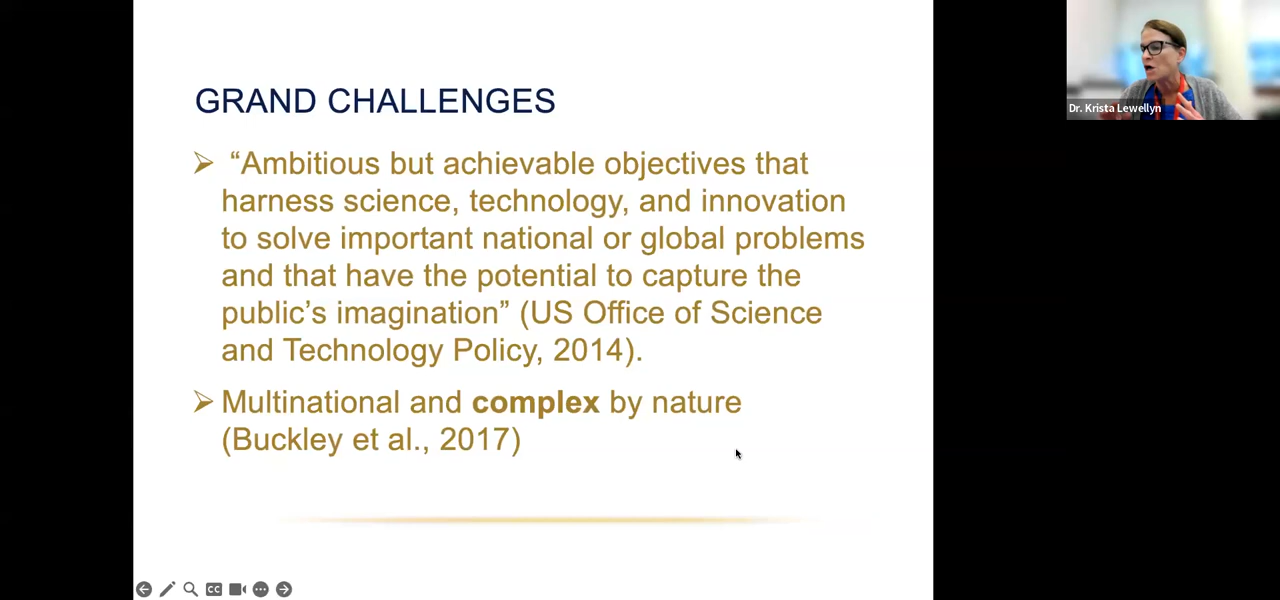 GRAND CHALLENGES
➢ “Ambitious but achievable objectives that
harness science, technology, and innovation
to solve important national or global problems
and that have the potential to capture the
public’s imagination” (US Office of Science
and Technology Policy, 2014).
➢ Multinational and complex by nature
(Buckley et al., 2017)
Dr. Krista Lewellyn
CC